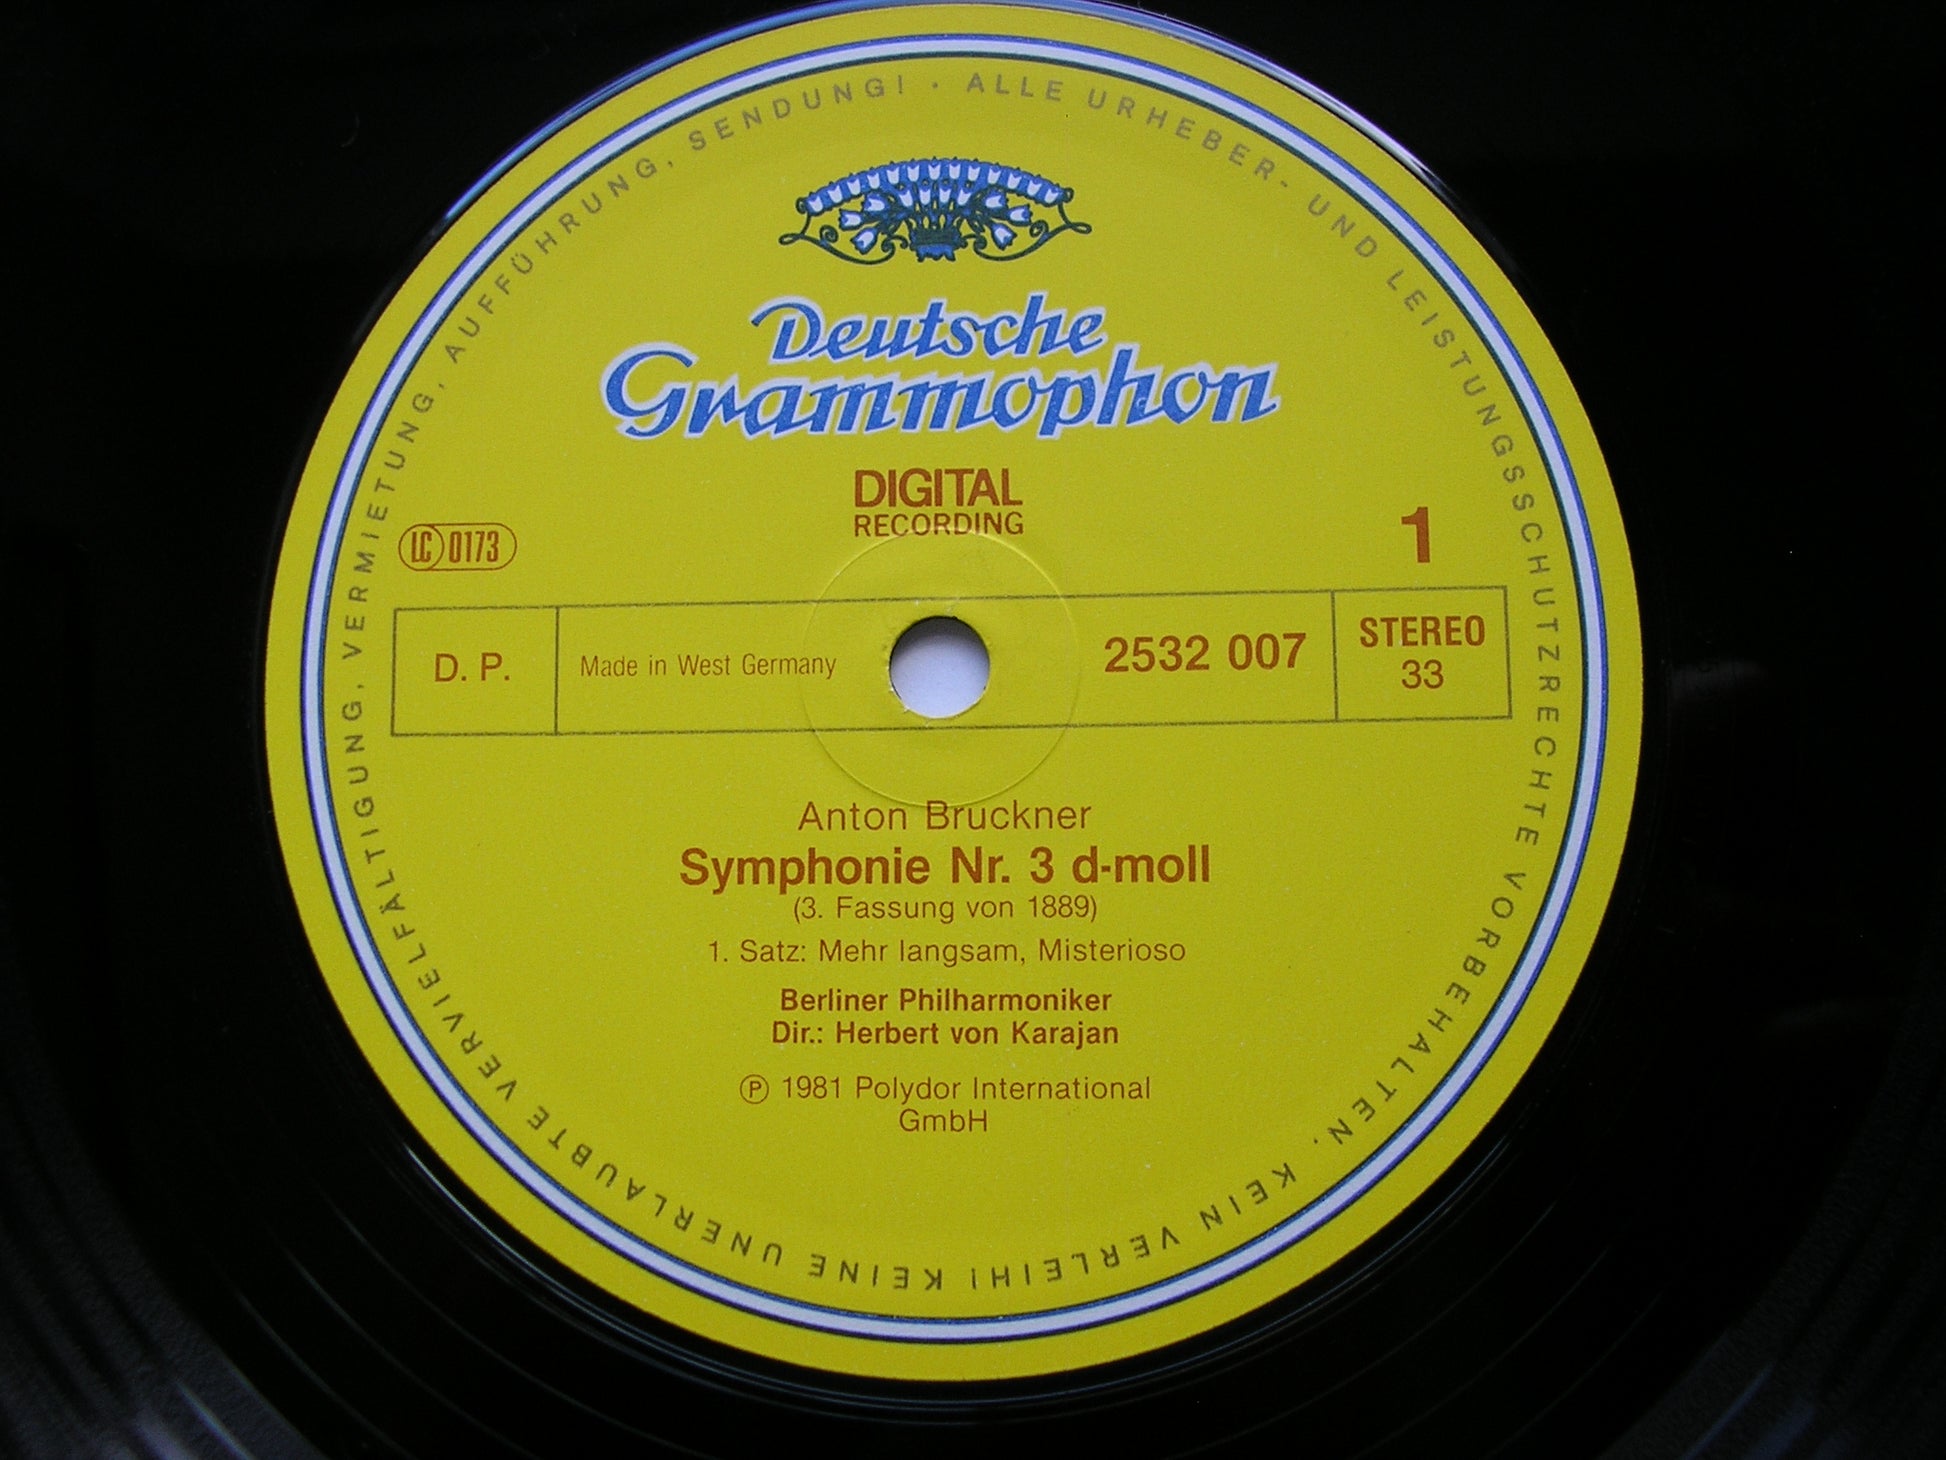 Deutsche
Grammophon
DIGITAL
RECORDING
1
LC 0173
D. P.
Made in West Germany
2532 007
STEREO
33
Anton Bruckner
Symphonie Nr. 3 d-moll
(3. Fassung von 1889)
1. Satz: Mehr langsam, Misterioso
Berliner Philharmoniker
Dir.: Herbert von Karajan
℗ 1981 Polydor International
GmbH
ALLE URHEBER- UND LEISTUNGSSCHUTZRECHTE VORBEHALTEN. KEIN VERLEIH! KEINE UNERLAUBTE VERVIELFÄLTIGUNG, VERMIETUNG, AUFFÜHRUNG, SENDUNG! ·